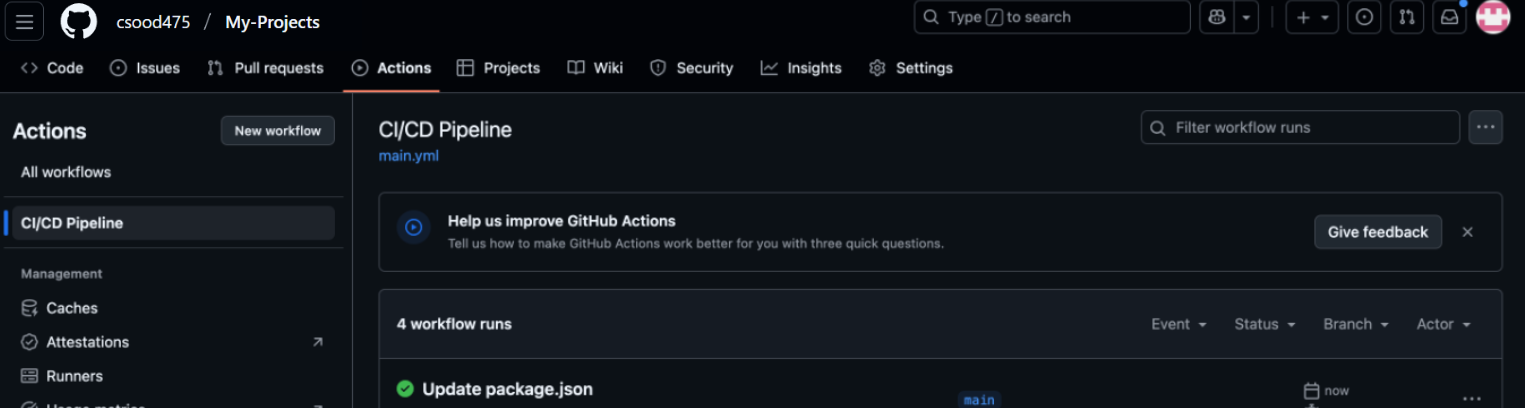 csood475 / My-Projects
Type / to search
Code Issues Pull requests Actions Projects Wiki Security Insights Settings
Actions
New workflow
All workflows
CI/CD Pipeline
Management
Caches
Attestations
Runners
Usage metrics
CI/CD Pipeline
main.yml
Filter workflow runs
Help us improve GitHub Actions
Tell us how to make GitHub Actions work better for you with three quick questions.
Give feedback
4 workflow runs
Event Status Branch Actor
Update package.json
main
now